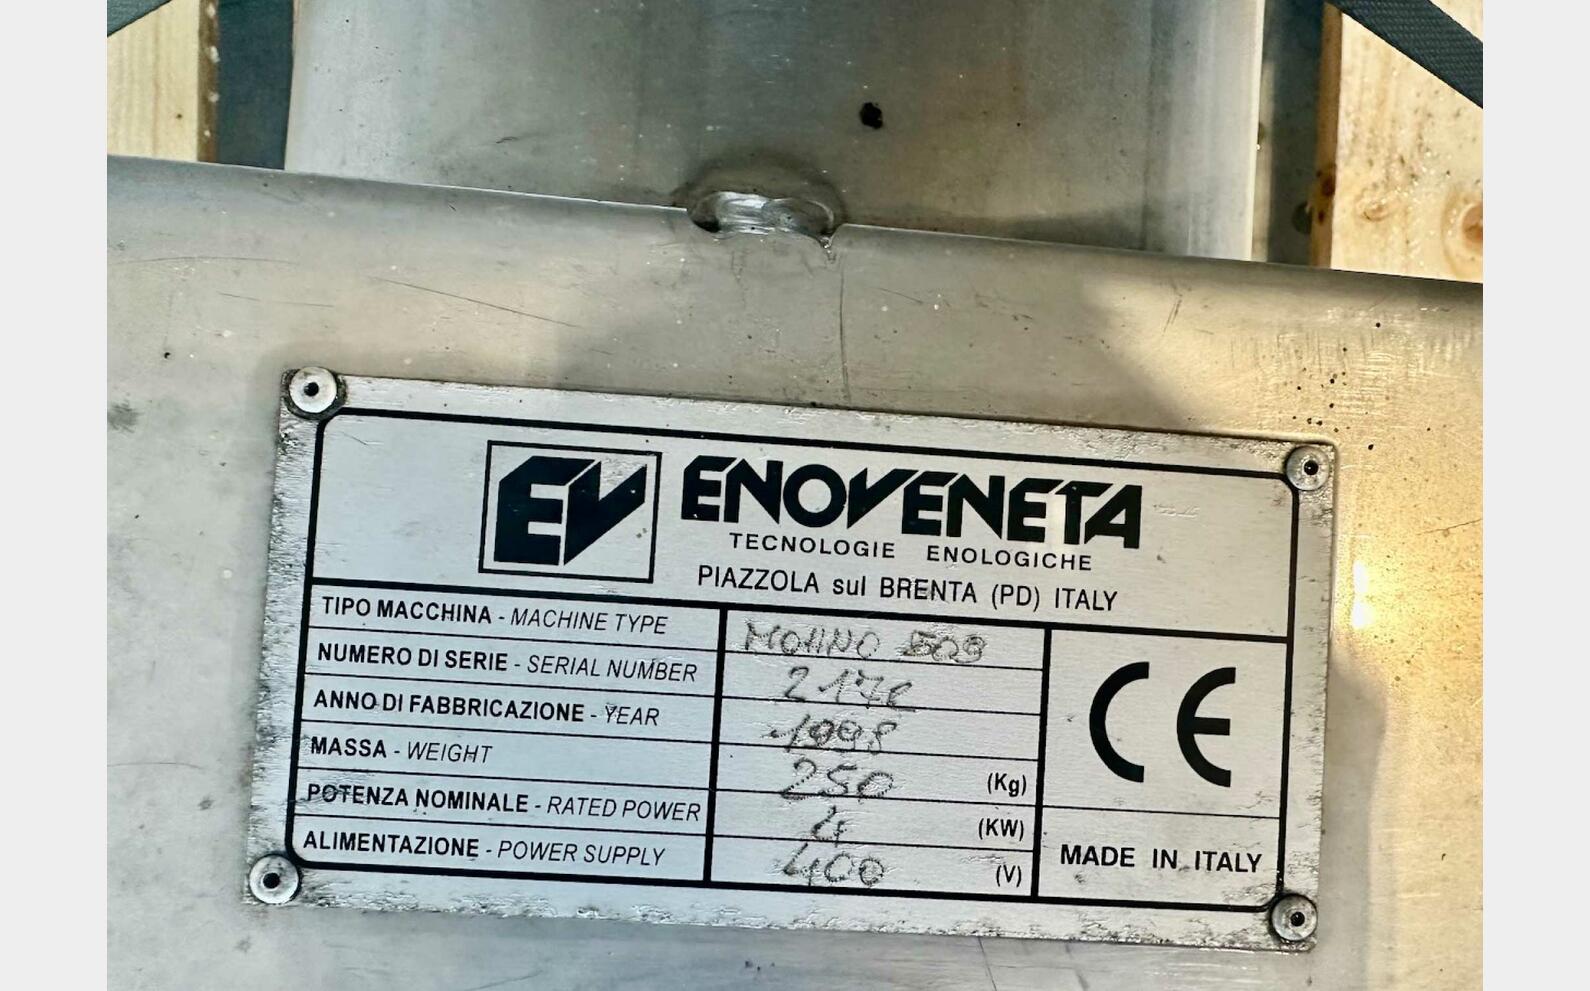 EV ENOVENETA
TECNOLOGIE ENOLOGICHE
PIAZZOLA sul BRENTA (PD) ITALY
TIPO MACCHINA - MACHINE TYPE
NUMERO DI SERIE - SERIAL NUMBER
ANNO DI FABBRICAZIONE - YEAR 1998
MASSA - WEIGHT 250 (Kg)
POTENZA NOMINALE - RATED POWER 4 (KW)
ALIMENTAZIONE - POWER SUPPLY 400 (V)
CE
MADE IN ITALY